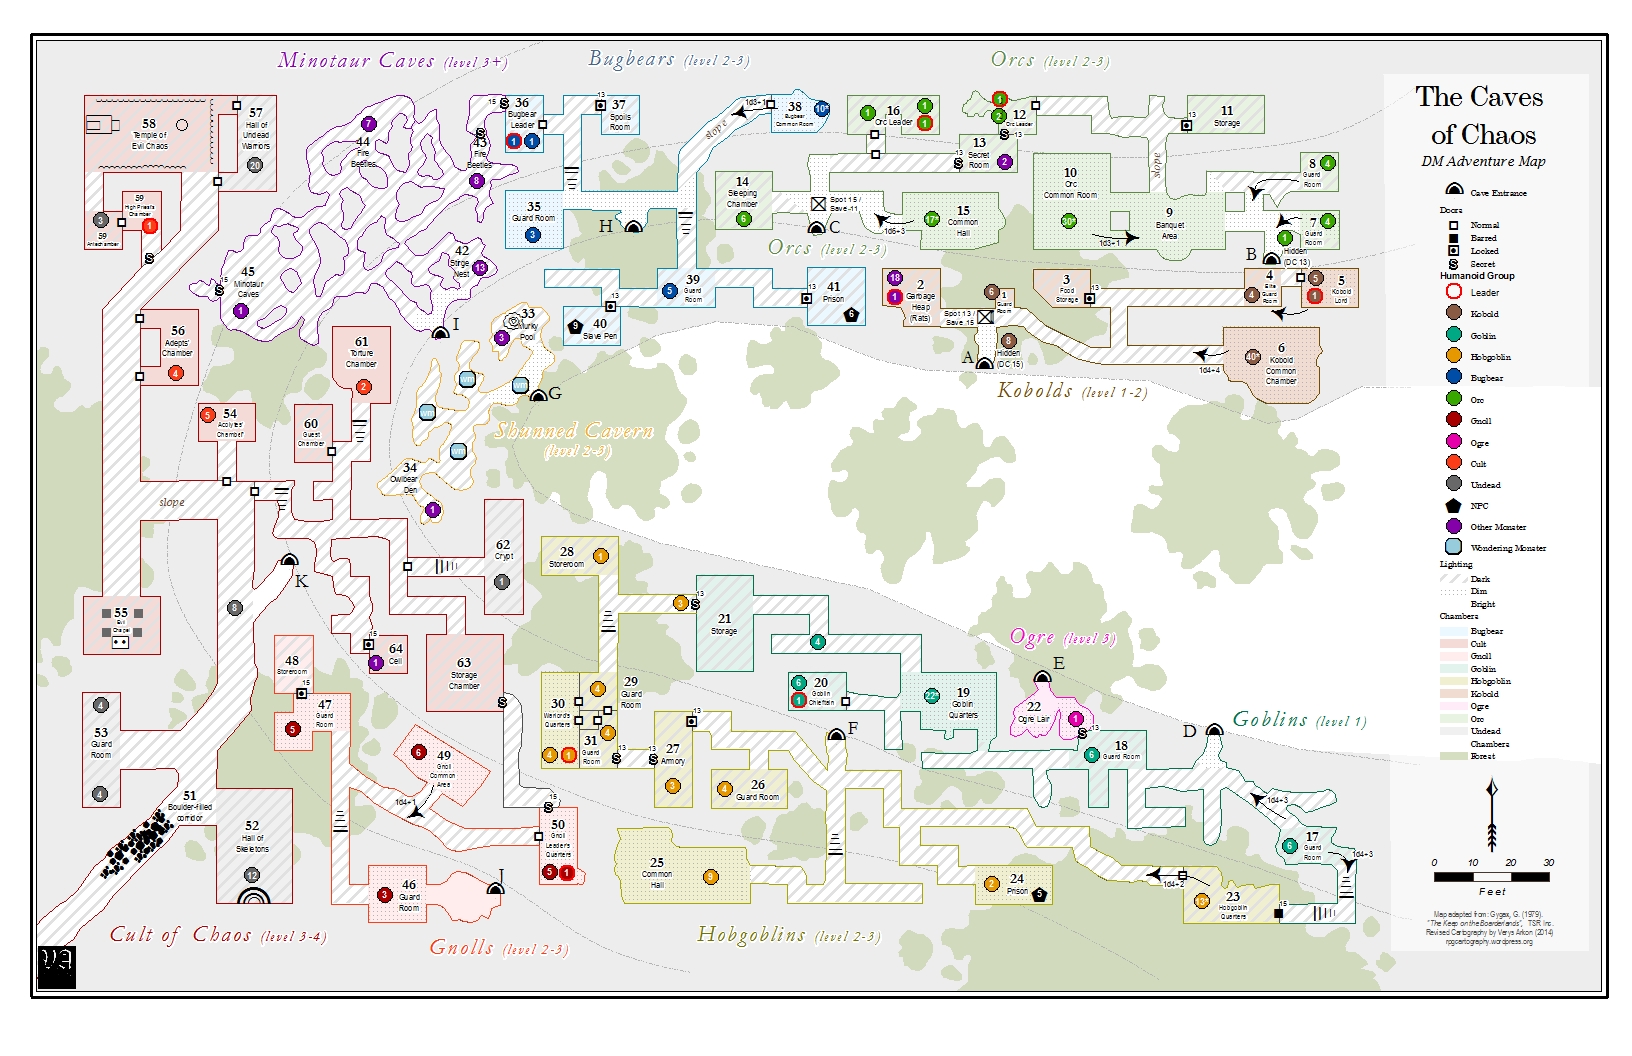 Minotaur Caves (level 3+)
Bugbears (level 2-3)
Orcs (level 2-3)
The Caves
of Chaos
DM Adventure Map
Cave Entrance
Doors
Normal
Barred
Locked
Secret
Humanoid Group
Leader
Kobold
Goblin
Hobgoblin
Bugbear
Orc
Gnoll
Ogre
Cult
Undead
NPC
Other Monster
Wondering Monster
Lighting
Dark
Dim
Bright
Chambers
Bugbear
Cult
Gnoll
Goblin
Hobgoblin
Kobold
Ogre
Orc
Undead
Chambers
Forest
0 10 20 30
Feet
Map adapted from: Gygax, G. (1979).
"The Keep on the Boarderlands", TSR Inc.
Revised Cartography by Verys Arkon (2014)
rpgcartography.wordpress.org
58
Temple of
Evil Chaos
57
Hall of
Undead
Warriors
20
59
High Priest's
Chamber
1
3
59
Antechamber
S
44
Fire
Beetles
7
43
Fire
Beetles
8
15
S
36
Bugbear
Leader
1 1
13
37
Spoils
Room
slope
1d3+1
38
Bugbear
Common Room
10*
16
Orc Leader
1
1
1
1
2
12
Orc Leader
13
S
13
Secret
Room
2
13
S
11
Storage
13
slope
8
Guard
Room
4
7
Guard
Room
4
1
Hidden
(DC 13)
B
10
Orc
Common Room
30*
1d3+1
9
Banquet
Area
14
Sleeping
Chamber
6
Spot 15 /
Save 11
C
1d6+3
17*
15
Common
Hall
Orcs (level 2-3)
35
Guard Room
3
H
45
Minotaur
Caves
1
15
S
42
Stirge
Nest
13
I
39
Guard
Room
5
13
40
Slave Pen
9
41
Prison
13
6
18
1
2
Garbage
Heap
(Rats)
6
1
Guard
Room
Spot 13 /
Save 15
8
Hidden
(DC 15)
A
3
Food
Storage
13
4
Elite
Guard
Room
4
5
1
5
Kobold
Lord
1d4+4
40*
6
Kobold
Common
Chamber
Kobolds (level 1-2)
33
Murky
Pool
3
wm
wm
wm
wm
G
Shunned Cavern
(level 2-3)
34
Owlbear
Den
1
56
Adepts'
Chamber
4
61
Torture
Chamber
2
5
54
Acolytes'
Chamber
60
Guest
Chamber
slope
K
8
62
Crypt
1
55
Evil
Chapel
15
64
Cell
1
63
Storage
Chamber
S
28
Storeroom
1
3
S
13
21
Storage
4
Ogre (level 3)
E
22
Ogre Lair
1
S
13
20
Goblin
Chieftain
6
1
22*
19
Goblin
Quarters
F
D
Goblins (level 1)
6
18
Guard Room
1d4+3
6
17
Guard
Room
1d4+3
48
Storeroom
15
47
Guard
Room
5
6
49
Gnoll
Common
Area
1d4+1
53
Guard
Room
4
4
51
Boulder-filled
corridor
52
Hall of
Skeletons
12
30
Warlord's
Quarters
4 1
4
29
Guard
Room
4
31
Guard
Room
13
S
13
S
27
Armory
3
13
4
26
Guard Room
15
S
50
Gnoll
Leader's
Quarters
5 1
46
Guard
Room
3
J
25
Common
Hall
9
2
24
Prison
5
1d4+2
23
Hobgoblin
Quarters
15
Cult of Chaos (level 3-4)
Gnolls (level 2-3)
Hobgoblins (level 2-3)